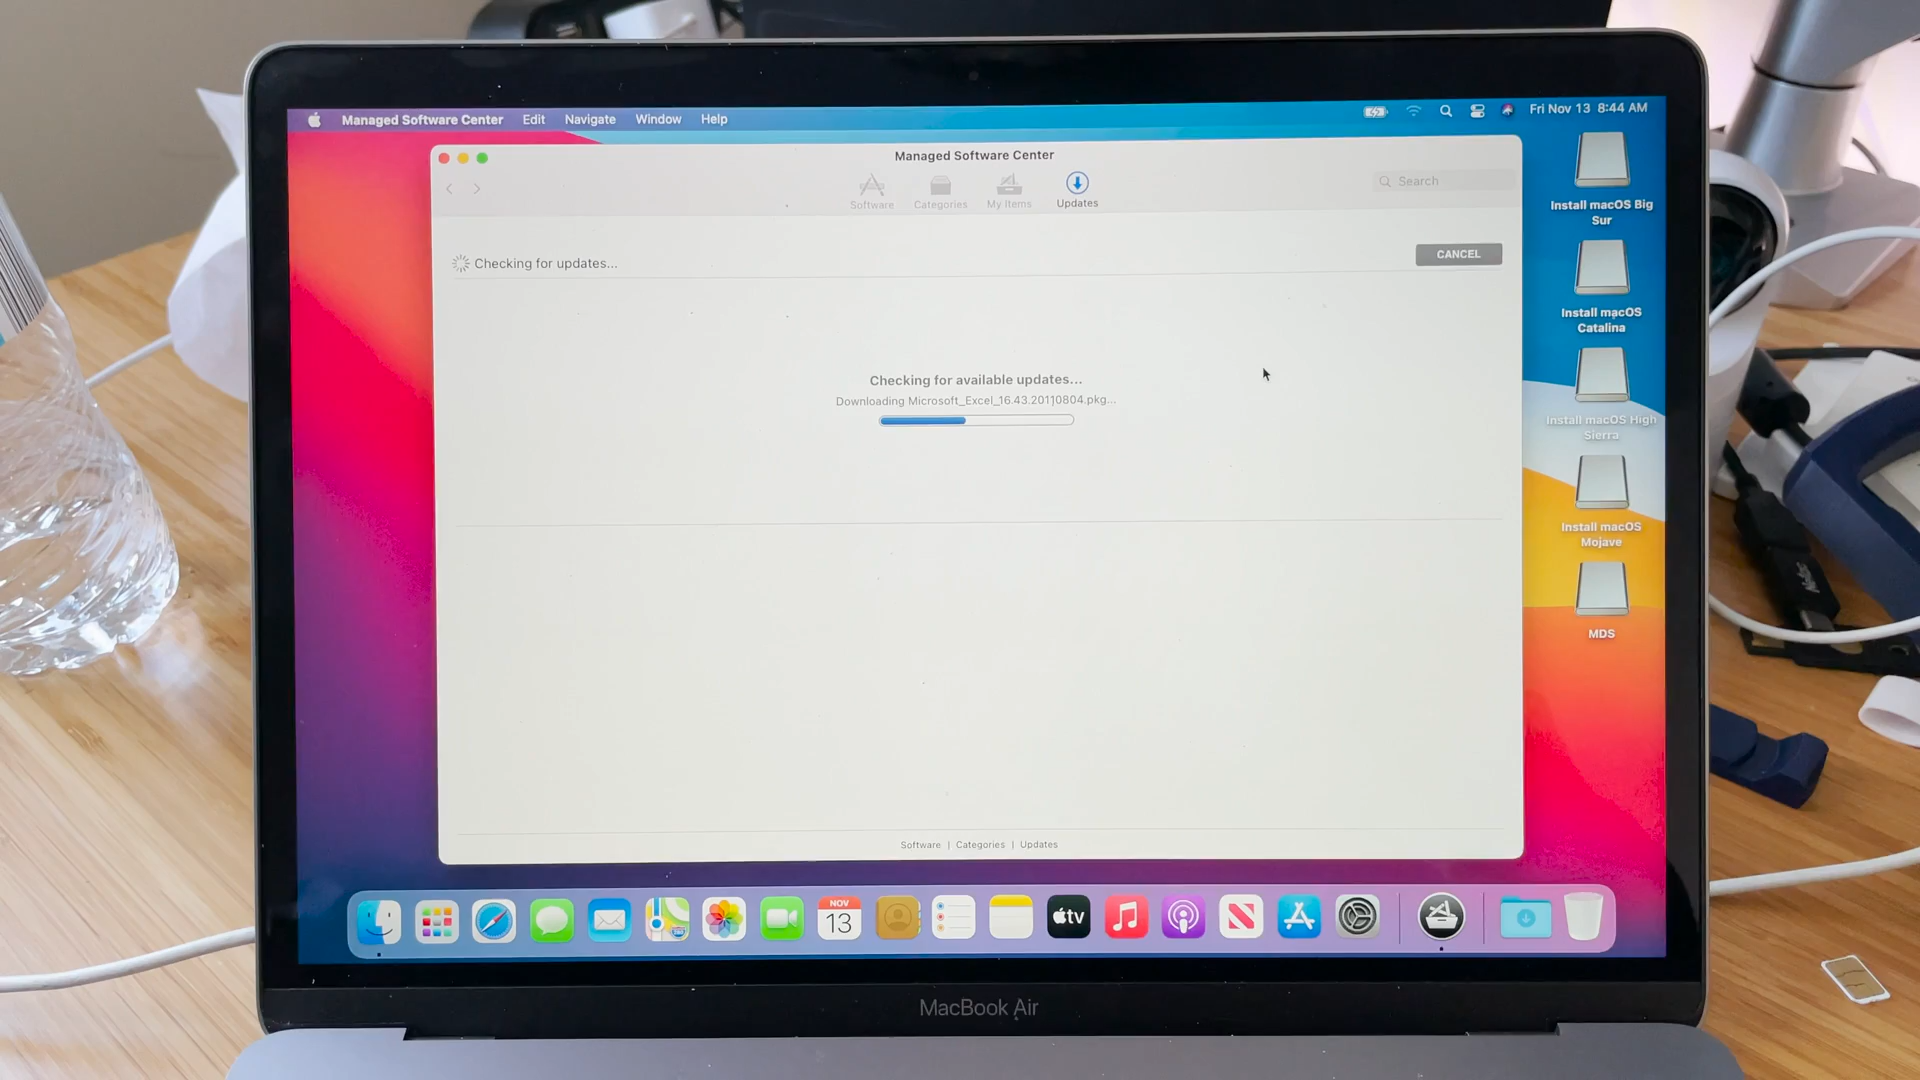 Managed Software Center Edit Navigate Window Help
Fri Nov 13 8:44 AM
Managed Software Center
Software Categories My Items Updates
Search
Checking for updates...
CANCEL
Checking for available updates...
Downloading Microsoft_Excel_16.43.20110804.pkg...
Software | Categories | Updates
Install macOS Big
Sur
Install macOS
Catalina
Install macOS High
Sierra
Install macOS
Mojave
MDS
NOV
13
tv
MacBook Air